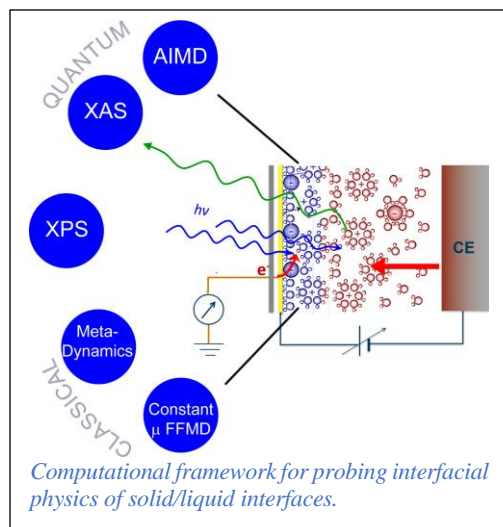 QUANTUM
AIMD
XAS
XPS
hν
e-
CE
Meta-
Dynamics
CLASSICAL
Constant
μ FFMD
Computational framework for probing interfacial
physics of solid/liquid interfaces.